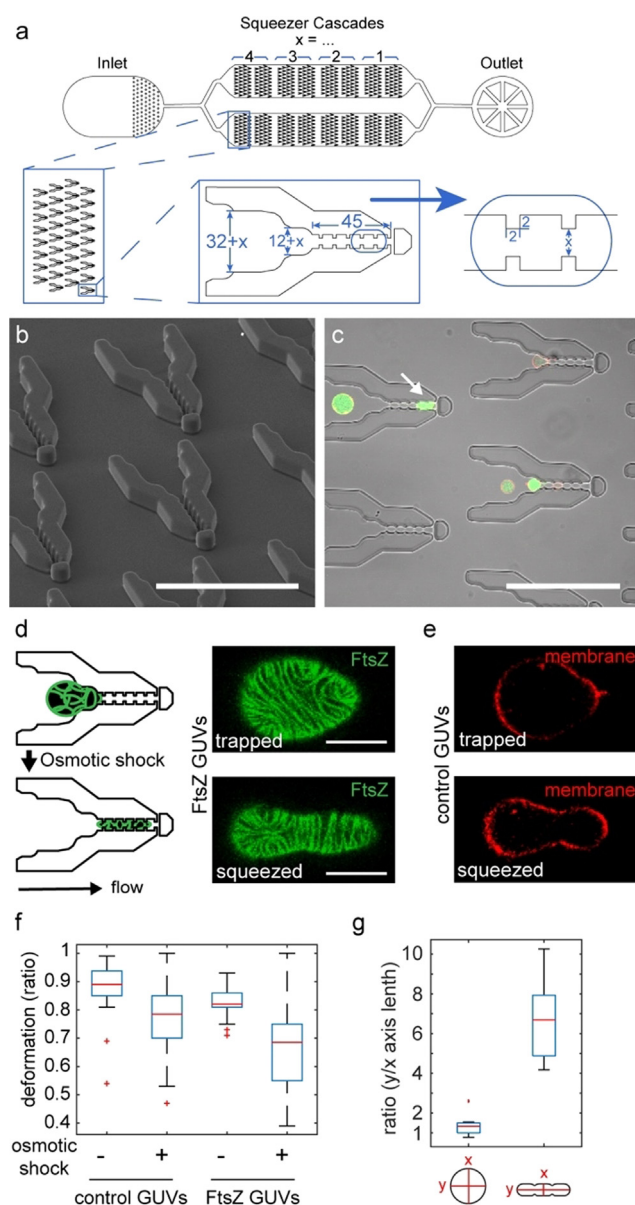 a
Squeezer Cascades
x = ...
Inlet
4 3 2 1
Outlet
32+x
12+x
45
2
2
x
b
c
d
e
Osmotic shock
flow
FtsZ GUVs
FtsZ
trapped
FtsZ
squeezed
control GUVs
membrane
trapped
membrane
squeezed
f
g
deformation (ratio)
1
0.9
0.8
0.7
0.6
0.5
0.4
osmotic
shock
- + - +
control GUVs FtsZ GUVs
ratio (y/x axis lenth)
10
8
6
4
2
1
x x
y y